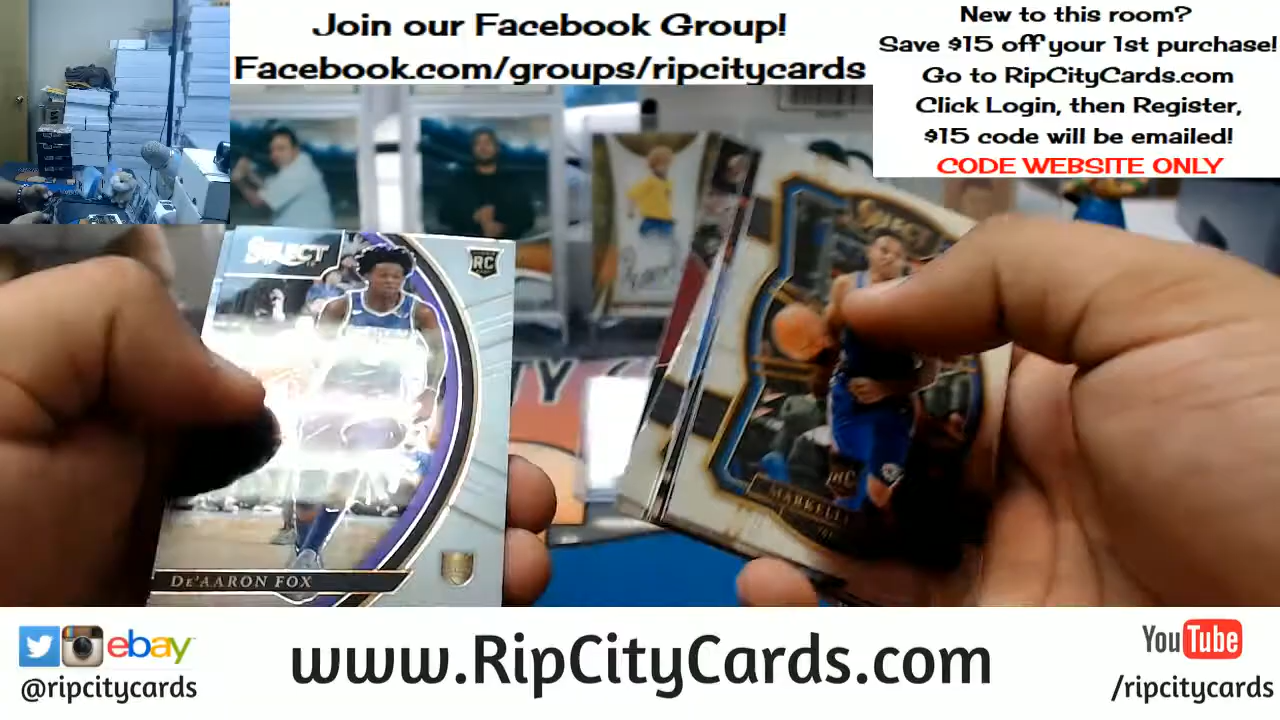 Join our Facebook Group!
Facebook.com/groups/ripcitycards
New to this room?
Save $15 off your 1st purchase!
Go to RipCityCards.com
Click Login, then Register,
$15 code will be emailed!
CODE WEBSITE ONLY
SELECT
RC
DE'AARON FOX
SELECT
RC
MARKELL
ebay
@ripcitycards
www.RipCityCards.com
YouTube
/ripcitycards